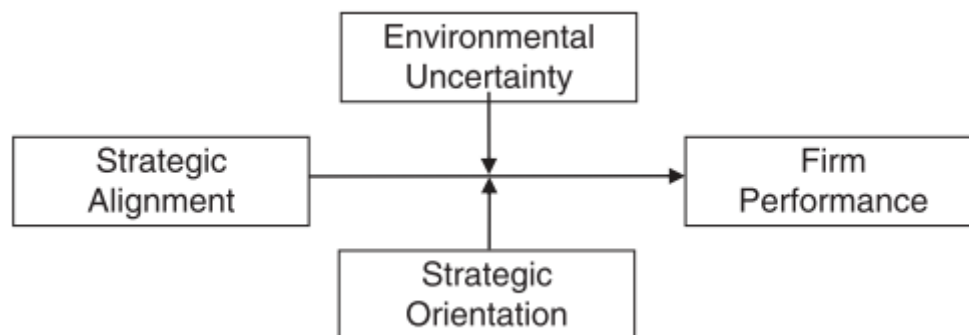 Environmental
Uncertainty
Strategic
Alignment
Firm
Performance
Strategic
Orientation